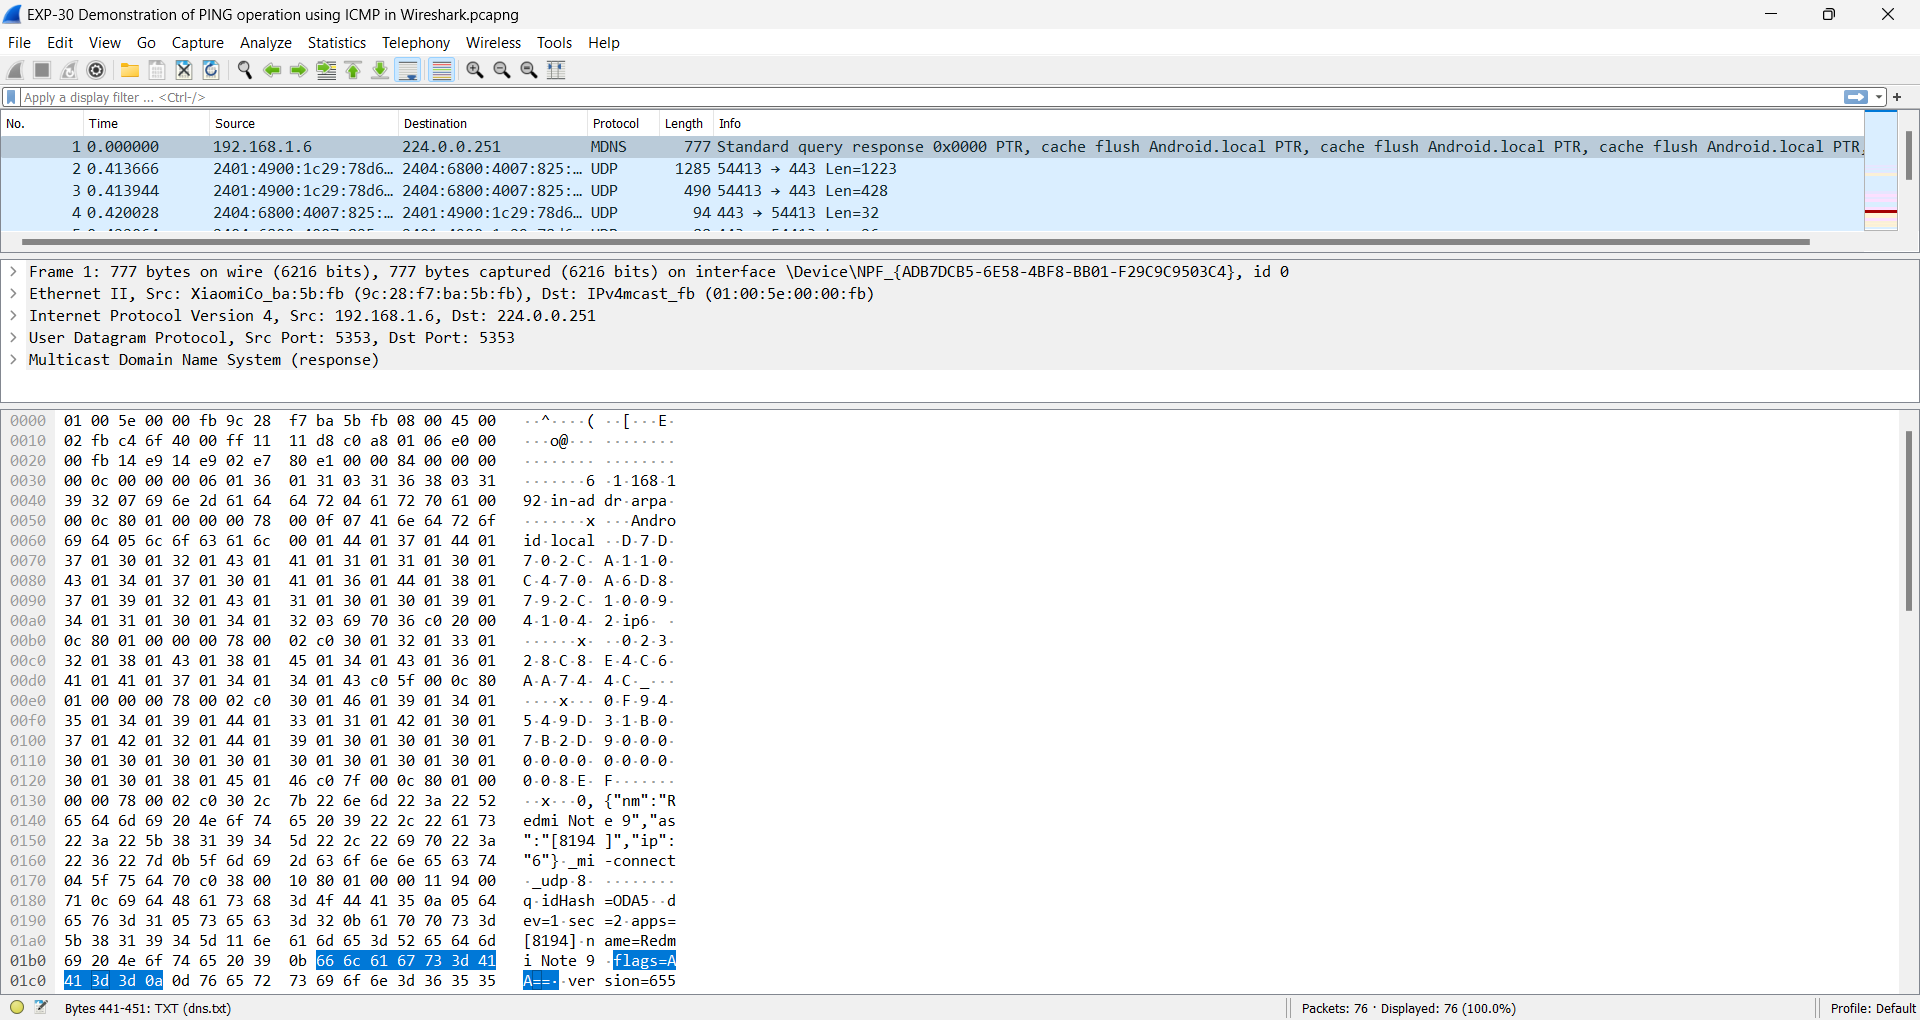 EXP-30 Demonstration of PING operation using ICMP in Wireshark.pcapng
File Edit View Go Capture Analyze Statistics Telephony Wireless Tools Help
Apply a display filter ... <Ctrl-/>
No. Time Source Destination Protocol Length Info
1 0.000000 192.168.1.6 224.0.0.251 MDNS 777 Standard query response 0x0000 PTR, cache flush Android.local PTR, cache flush Android.local PTR, cache flush Android.local PTR,
2 0.413666 2401:4900:1c29:78d6… 2404:6800:4007:825:… UDP 1285 54413 → 443 Len=1223
3 0.413944 2401:4900:1c29:78d6… 2404:6800:4007:825:… UDP 490 54413 → 443 Len=428
4 0.420028 2404:6800:4007:825:… 2401:4900:1c29:78d6… UDP 94 443 → 54413 Len=32
Frame 1: 777 bytes on wire (6216 bits), 777 bytes captured (6216 bits) on interface \Device\NPF_{ADB7DCB5-6E58-4BF8-BB01-F29C9C9503C4}, id 0
Ethernet II, Src: XiaomiCo_ba:5b:fb (9c:28:f7:ba:5b:fb), Dst: IPv4mcast_fb (01:00:5e:00:00:fb)
Internet Protocol Version 4, Src: 192.168.1.6, Dst: 224.0.0.251
User Datagram Protocol, Src Port: 5353, Dst Port: 5353
Multicast Domain Name System (response)
0000 01 00 5e 00 00 fb 9c 28 f7 ba 5b fb 08 00 45 00 ··^····( ··[···E·
0010 02 fb c4 6f 40 00 ff 11 11 d8 c0 a8 01 06 e0 00 ···o@··· ········
0020 00 fb 14 e9 14 e9 02 e7 80 e1 00 00 84 00 00 00 ········ ········
0030 00 0c 00 00 00 06 01 36 01 31 03 31 36 38 03 31 ·······6 ·1·168·1
0040 39 32 07 69 6e 2d 61 64 64 72 04 61 72 70 61 00 92·in-ad dr·arpa·
0050 00 0c 80 01 00 00 00 78 00 0f 07 41 6e 64 72 6f ·······x ···Andro
0060 69 64 05 6c 6f 63 61 6c 00 01 44 01 37 01 44 01 id·local ··D·7·D·
0070 37 01 30 01 32 01 43 01 41 01 31 01 31 01 30 01 7·0·2·C· A·1·1·0·
0080 43 01 34 01 37 01 30 01 41 01 36 01 44 01 38 01 C·4·7·0· A·6·D·8·
0090 37 01 39 01 32 01 43 01 31 01 30 01 30 01 39 01 7·9·2·C· 1·0·0·9·
00a0 34 01 31 01 30 01 34 01 32 03 69 70 36 c0 20 00 4·1·0·4· 2·ip6· ·
00b0 0c 80 01 00 00 00 78 00 02 c0 30 01 32 01 33 01 ······x· ··0·2·3·
00c0 32 01 38 01 43 01 38 01 45 01 34 01 43 01 36 01 2·8·C·8· E·4·C·6·
00d0 41 01 41 01 37 01 34 01 34 01 43 c0 5f 00 0c 80 A·A·7·4· 4·C·_···
00e0 01 00 00 00 78 00 02 c0 30 01 46 01 39 01 34 01 ····x··· 0·F·9·4·
00f0 35 01 34 01 39 01 44 01 33 01 31 01 42 01 30 01 5·4·9·D· 3·1·B·0·
0100 37 01 42 01 32 01 44 01 39 01 30 01 30 01 30 01 7·B·2·D· 9·0·0·0·
0110 30 01 30 01 30 01 30 01 30 01 30 01 30 01 30 01 0·0·0·0· 0·0·0·0·
0120 30 01 30 01 38 01 45 01 46 c0 7f 00 0c 80 01 00 0·0·8·E· F·······
0130 00 00 78 00 02 c0 30 2c 7b 22 6e 6d 22 3a 22 52 ··x···0, {"nm":"R
0140 65 64 6d 69 20 4e 6f 74 65 20 39 22 2c 22 61 73 edmi Not e 9","as
0150 22 3a 22 5b 38 31 39 34 5d 22 2c 22 69 70 22 3a ":"[8194 ]","ip":
0160 22 36 22 7d 0b 5f 6d 69 2d 63 6f 6e 6e 65 63 74 "6"}·_mi -connect
0170 04 5f 75 64 70 c0 38 00 10 80 01 00 00 11 94 00 ·_udp·8· ········
0180 71 0c 69 64 48 61 73 68 3d 4f 44 41 35 0a 05 64 q·idHash =ODA5··d
0190 65 76 3d 31 05 73 65 63 3d 32 0b 61 70 70 73 3d ev=1·sec =2·apps=
01a0 5b 38 31 39 34 5d 11 6e 61 6d 65 3d 52 65 64 6d [8194]·n ame=Redm
01b0 69 20 4e 6f 74 65 20 39 0b 66 6c 61 67 73 3d 41 i Note 9 ·flags=A
01c0 41 3d 3d 0a 0d 76 65 72 73 69 6f 6e 3d 36 35 35 A==··ver sion=655
Bytes 441-451: TXT (dns.txt) Packets: 76 · Displayed: 76 (100.0%) Profile: Default